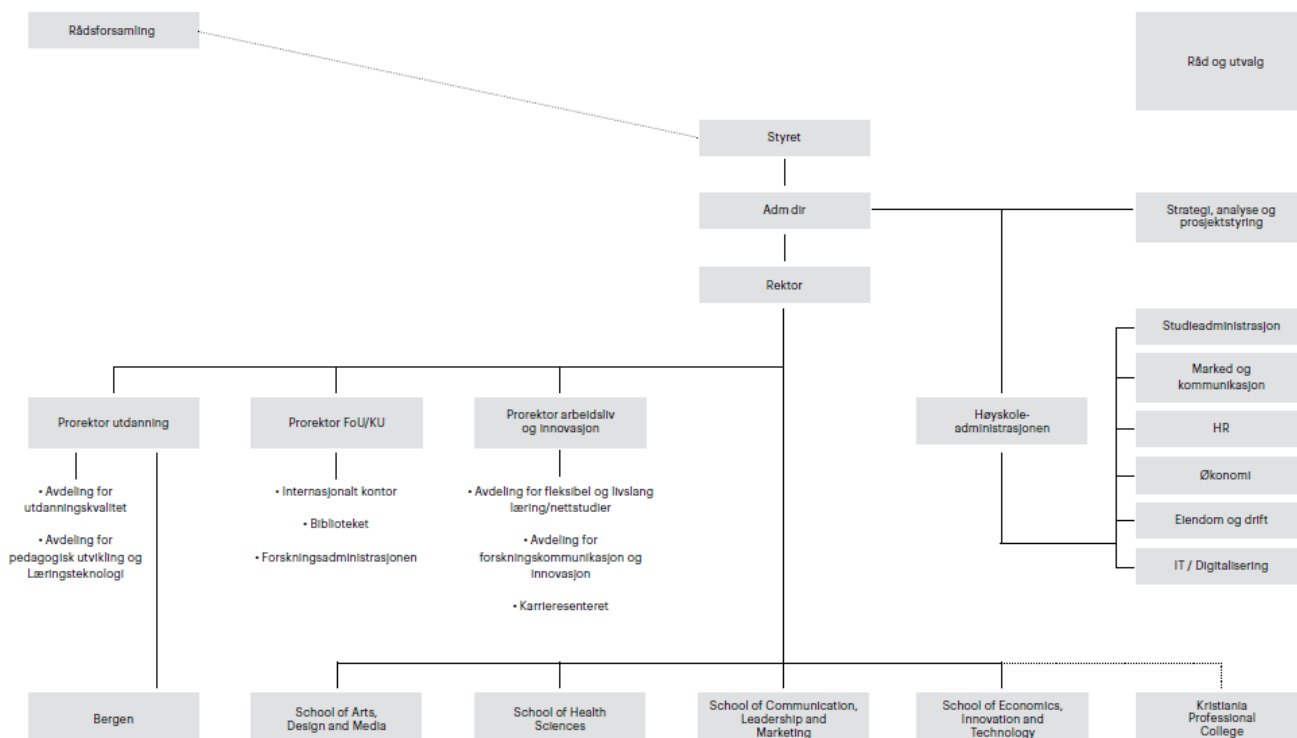 Rådsforsamling
Råd og utvalg
Styret
Adm dir
Strategi, analyse og
prosjektstyring
Rektor
Studieadministrasjon
Marked og
kommunikasjon
HR
Økonomi
Eiendom og drift
IT / Digitalisering
Høyskole-
administrasjonen
Prorektor utdanning
Prorektor FoU/KU
Prorektor arbeidsliv
og innovasjon
• Avdeling for
utdanningskvalitet
• Avdeling for
pedagogisk utvikling og
Læringsteknologi
• Internasjonalt kontor
• Biblioteket
• Forskningsadministrasjonen
• Avdeling for fleksibel og livslang
læring/nettstudier
• Avdeling for
forskningskommunikasjon og
innovasjon
• Karrieresenteret
Bergen
School of Arts,
Design and Media
School of Health
Sciences
School of Communication,
Leadership and
Marketing
School of Economics,
Innovation and
Technology
Kristiania
Professional
College